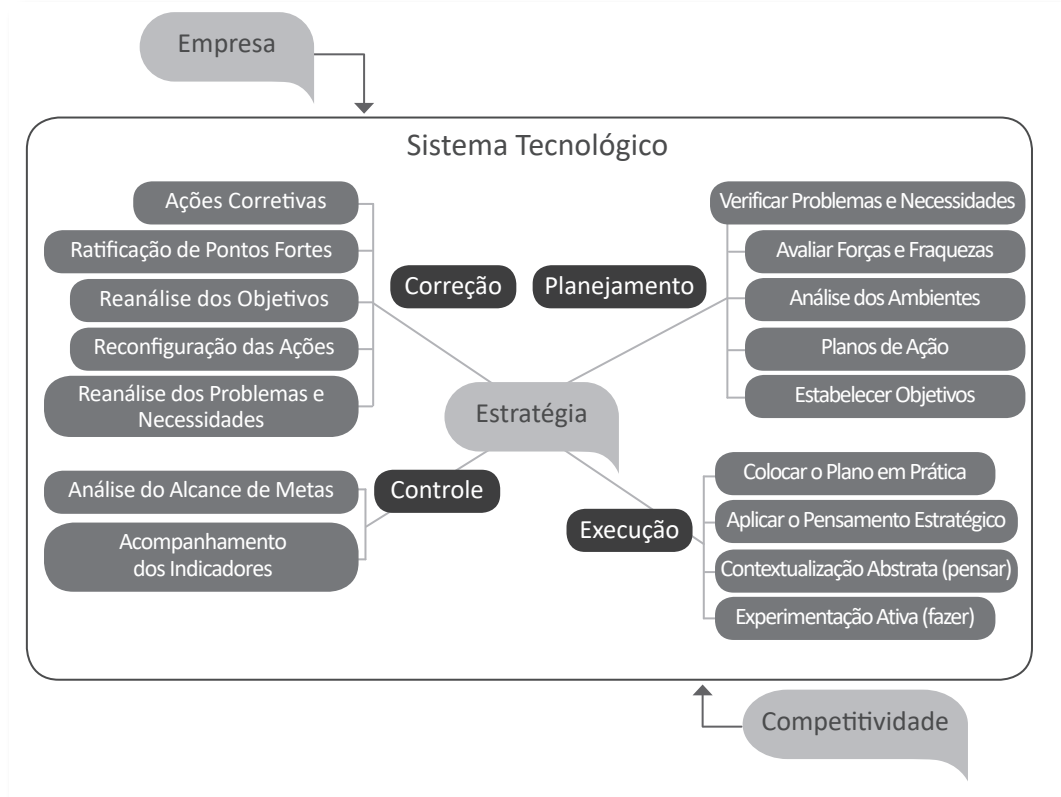 Empresa
Sistema Tecnológico
Ações Corretivas
Ratificação de Pontos Fortes
Reanálise dos Objetivos
Reconfiguração das Ações
Reanálise dos Problemas e
Necessidades
Correção
Planejamento
Verificar Problemas e Necessidades
Avaliar Forças e Fraquezas
Análise dos Ambientes
Planos de Ação
Estabelecer Objetivos
Estratégia
Análise do Alcance de Metas
Acompanhamento
dos Indicadores
Controle
Execução
Colocar o Plano em Prática
Aplicar o Pensamento Estratégico
Contextualização Abstrata (pensar)
Experimentação Ativa (fazer)
Competitividade